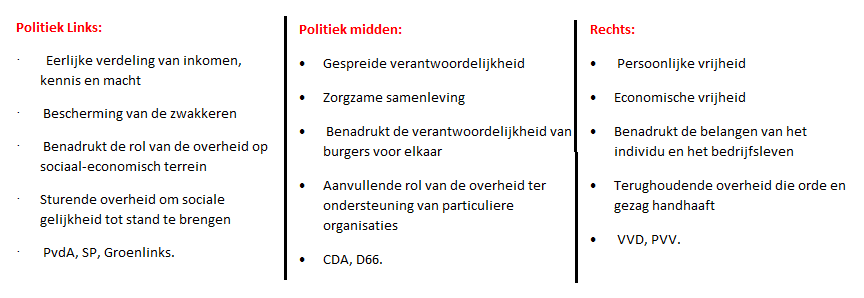 Politiek Links:
· Eerlijke verdeling van inkomen,
kennis en macht
· Bescherming van de zwakkeren
· Benadrukt de rol van de overheid op
sociaal-economisch terrein
· Sturende overheid om sociale
gelijkheid tot stand te brengen
· PvdA, SP, Groenlinks.
Politiek midden:
• Gespreide verantwoordelijkheid
• Zorgzame samenleving
• Benadrukt de verantwoordelijkheid van
burgers voor elkaar
• Aanvullende rol van de overheid ter
ondersteuning van particuliere
organisaties
• CDA, D66.
Rechts:
• Persoonlijke vrijheid
• Economische vrijheid
• Benadrukt de belangen van het
individu en het bedrijfsleven
• Terughoudende overheid die orde en
gezag handhaaft
• VVD, PVV.